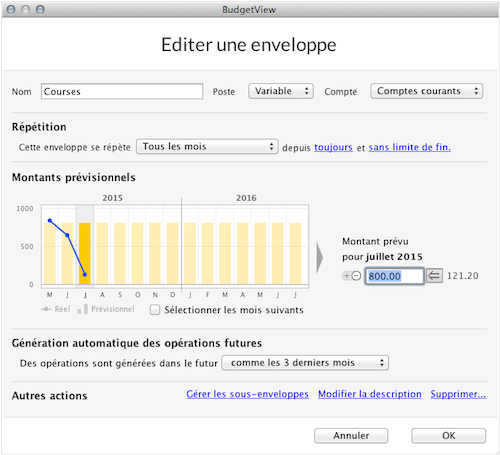 BudgetView
Editer une enveloppe
Nom Courses Poste Variable Compte Comptes courants
Répétition
Cette enveloppe se répète Tous les mois depuis toujours et sans limite de fin.
Montants prévisionnels
2015 2016
1000
500
0
M J J A S O N D J F M A M J J
Réel Prévisionnel Sélectionner les mois suivants
Montant prévu
pour juillet 2015
800.00 121.20
Génération automatique des opérations futures
Des opérations sont générées dans le futur comme les 3 derniers mois
Autres actions Gérer les sous-enveloppes Modifier la description Supprimer...
Annuler OK